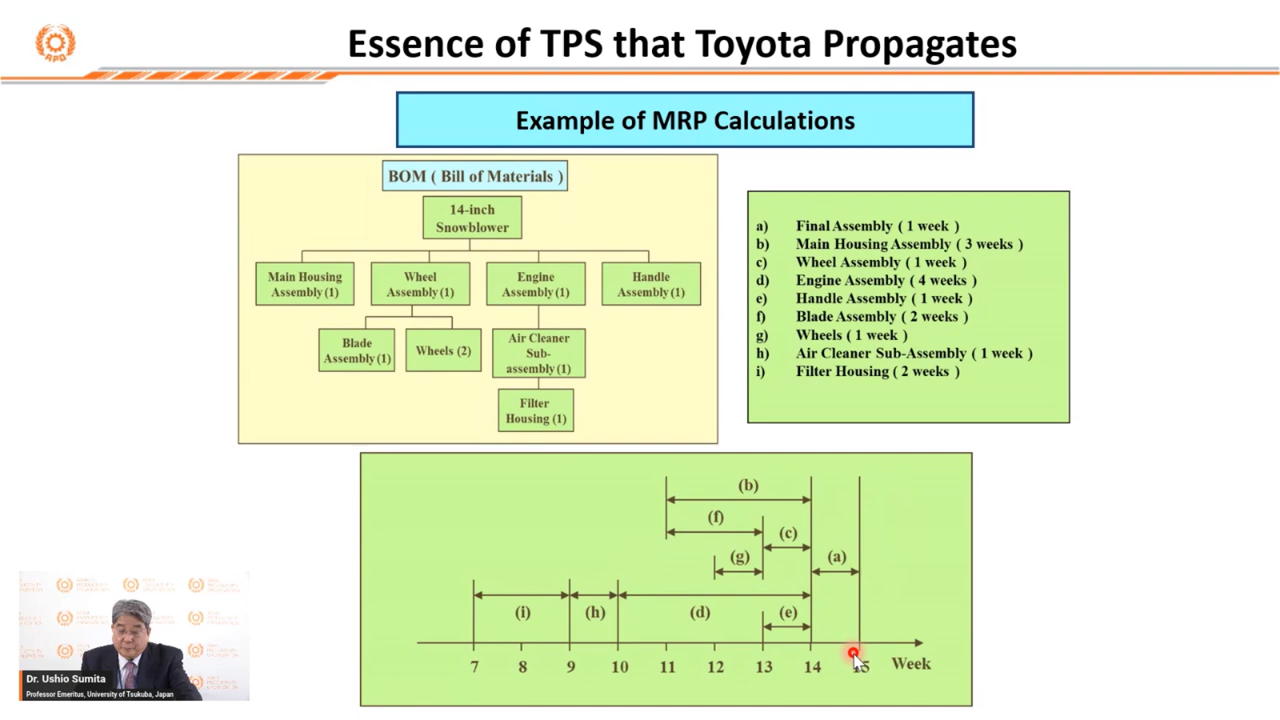 Essence of TPS that Toyota Propagates
APO
Example of MRP Calculations
BOM ( Bill of Materials )
14-inch
Snowblower
Main Housing
Assembly (1)
Wheel
Assembly (1)
Engine
Assembly (1)
Handle
Assembly (1)
Blade
Assembly (1)
Wheels (2)
Air Cleaner
Sub-
assembly (1)
Filter
Housing (1)
a) Final Assembly ( 1 week )
b) Main Housing Assembly ( 3 weeks )
c) Wheel Assembly ( 1 week )
d) Engine Assembly ( 4 weeks )
e) Handle Assembly ( 1 week )
f) Blade Assembly ( 2 weeks )
g) Wheels ( 1 week )
h) Air Cleaner Sub-Assembly ( 1 week )
i) Filter Housing ( 2 weeks )
(b)
(f)
(c)
(g)
(a)
(i)
(h)
(d)
(e)
7 8 9 10 11 12 13 14 15 Week
Dr. Ushio Sumita
Professor Emeritus, University of Tsukuba, Japan